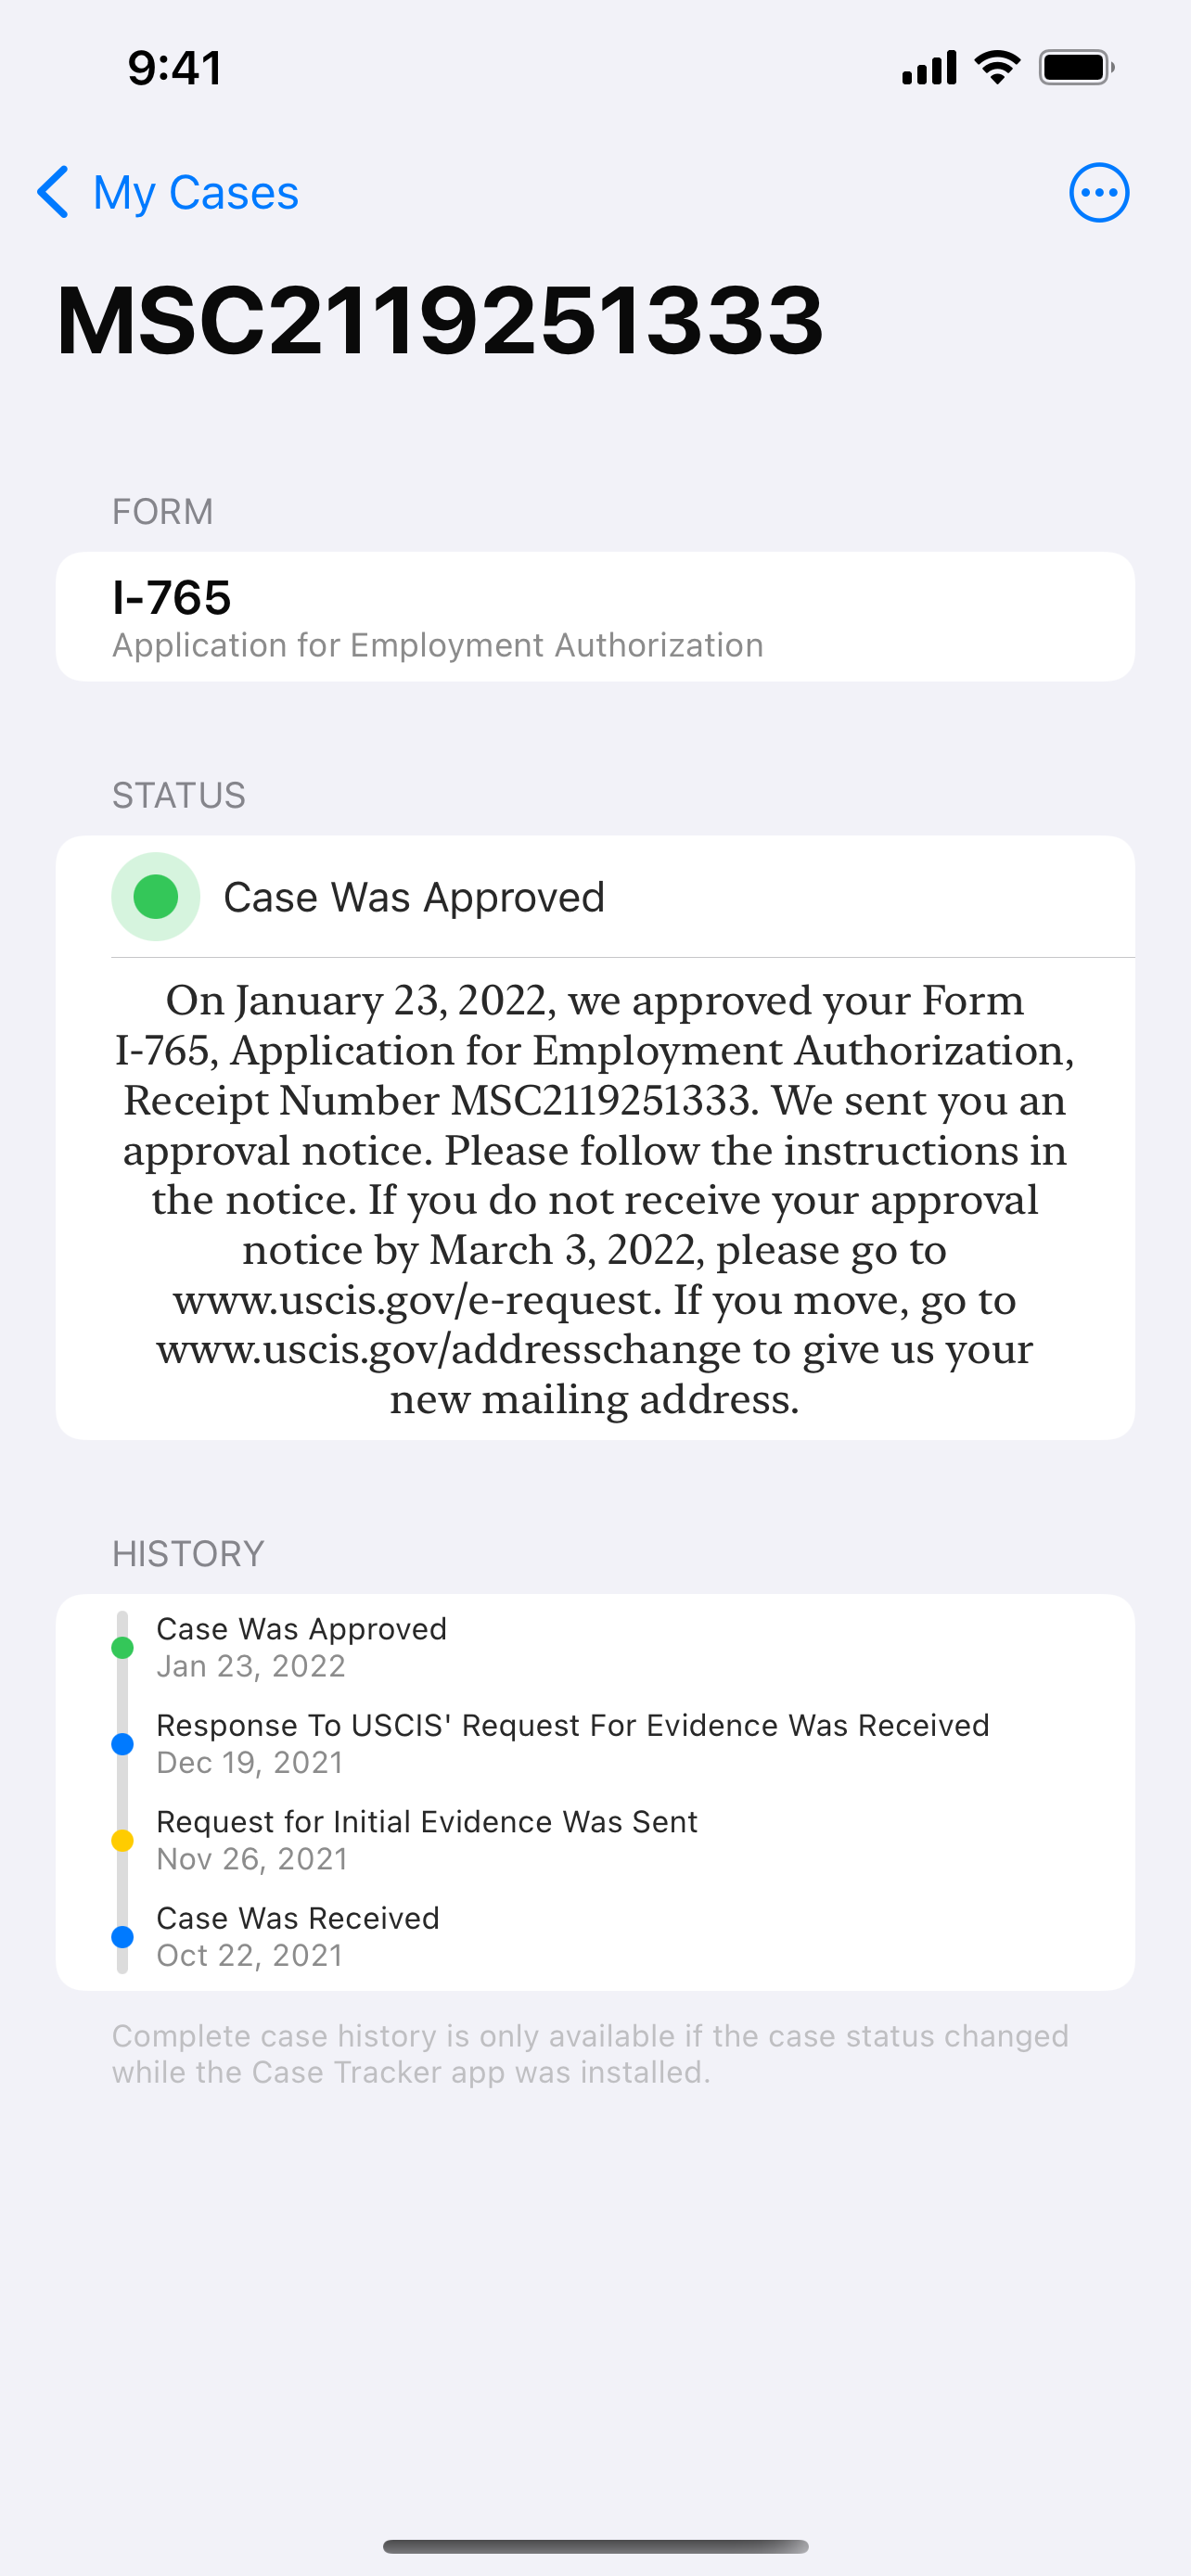 9:41
My Cases
MSC2119251333
FORM
I-765
Application for Employment Authorization
STATUS
Case Was Approved
On January 23, 2022, we approved your Form
I-765, Application for Employment Authorization,
Receipt Number MSC2119251333. We sent you an
approval notice. Please follow the instructions in
the notice. If you do not receive your approval
notice by March 3, 2022, please go to
www.uscis.gov/e-request. If you move, go to
www.uscis.gov/addresschange to give us your
new mailing address.
HISTORY
Case Was Approved
Jan 23, 2022
Response To USCIS' Request For Evidence Was Received
Dec 19, 2021
Request for Initial Evidence Was Sent
Nov 26, 2021
Case Was Received
Oct 22, 2021
Complete case history is only available if the case status changed
while the Case Tracker app was installed.